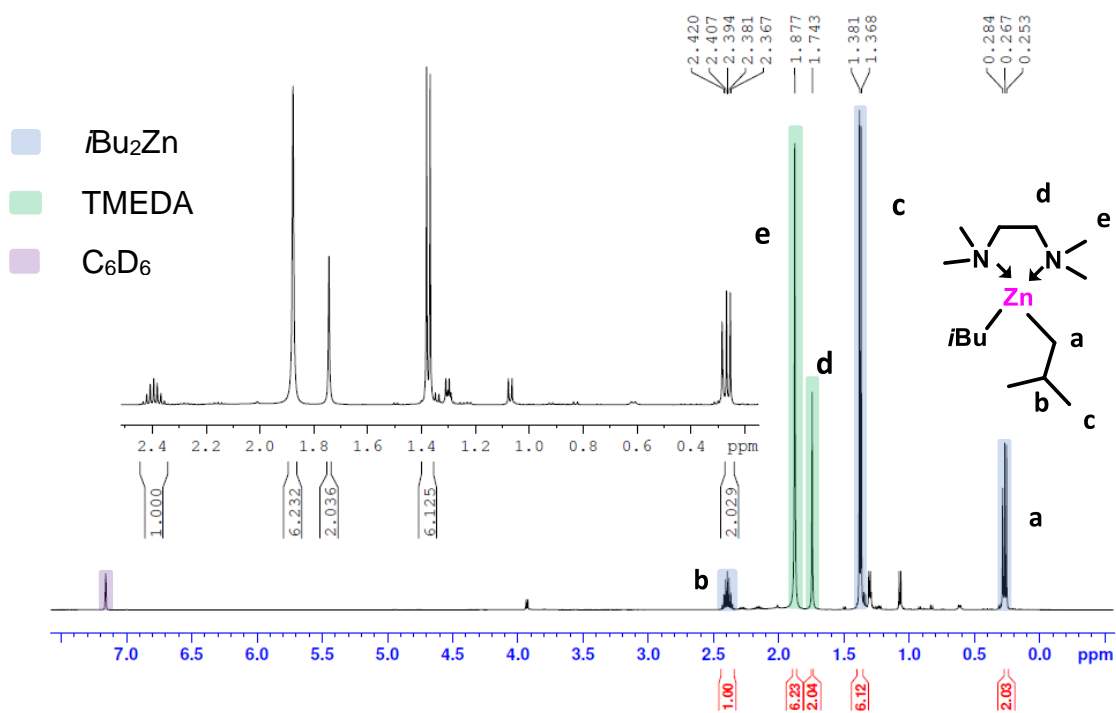 2.420
2.407
2.394
2.381
2.367
1.877
1.743
1.381
1.368
0.284
0.267
0.253
iBu2Zn
TMEDA
C6D6
e
c
d
e
N
N
Zn
iBu
a
b
c
d
2.4 2.2 2.0 1.8 1.6 1.4 1.2 1.0 0.8 0.6 0.4 ppm
1.000
6.232
2.036
6.125
2.029
a
b
7.0 6.5 6.0 5.5 5.0 4.5 4.0 3.5 3.0 2.5 2.0 1.5 1.0 0.5 0.0 ppm
1.00
6.23
2.04
6.12
2.03